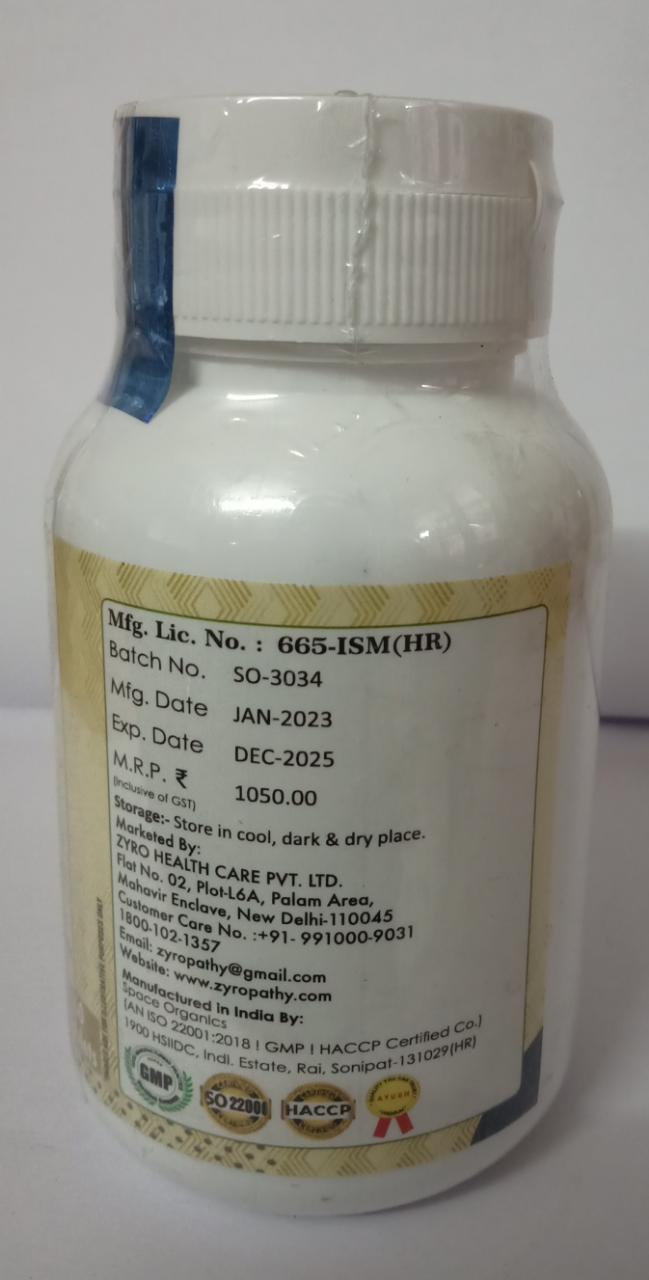 Mfg. Lic. No. : 665-ISM(HR)
Batch No. SO-3034
Mfg. Date JAN-2023
Exp. Date DEC-2025
M.R.P. ₹ 1050.00
(Inclusive of GST)
Storage:- Store in cool, dark & dry place.
Marketed By:
ZYRO HEALTH CARE PVT. LTD.
Flat No. 02, Plot-L6A, Palam Area,
Mahavir Enclave, New Delhi-110045
Customer Care No. :+91- 991000-9031
1800-102-1357
Email: zyropathy@gmail.com
Website: www.zyropathy.com
Manufactured in India By:
Space Organics
(AN ISO 22001:2018 ! GMP I HACCP Certified Co.)
1900 HSIIDC, Indl. Estate, Rai, Sonipat-131029(HR)
GMP
ISO 22000
HACCP
AYUSH